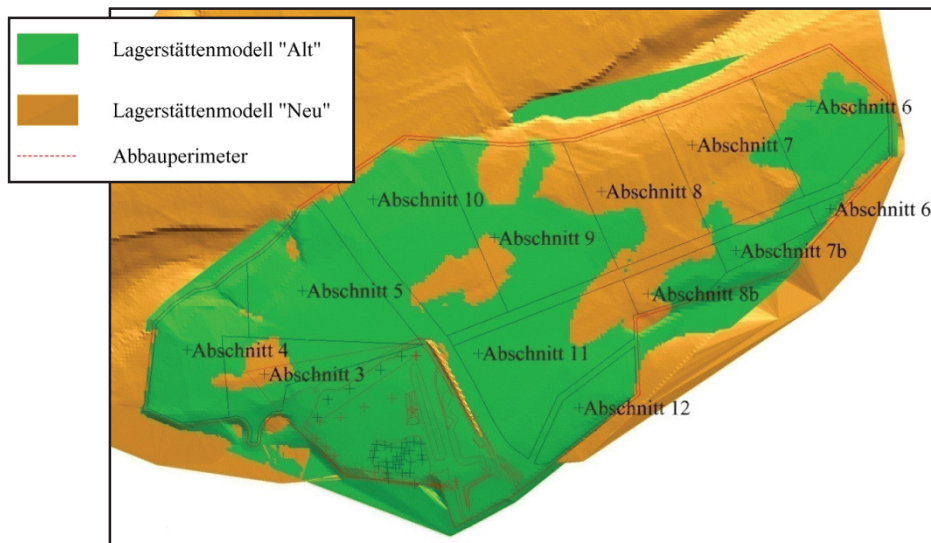 Lagerstättenmodell "Alt"
Lagerstättenmodell "Neu"
Abbauperimeter
Abschnitt 6
Abschnitt 7
Abschnitt 10
Abschnitt 8
Abschnitt 6
Abschnitt 9
Abschnitt 7b
Abschnitt 5
Abschnitt 8b
Abschnitt 4
Abschnitt 11
Abschnitt 3
Abschnitt 12